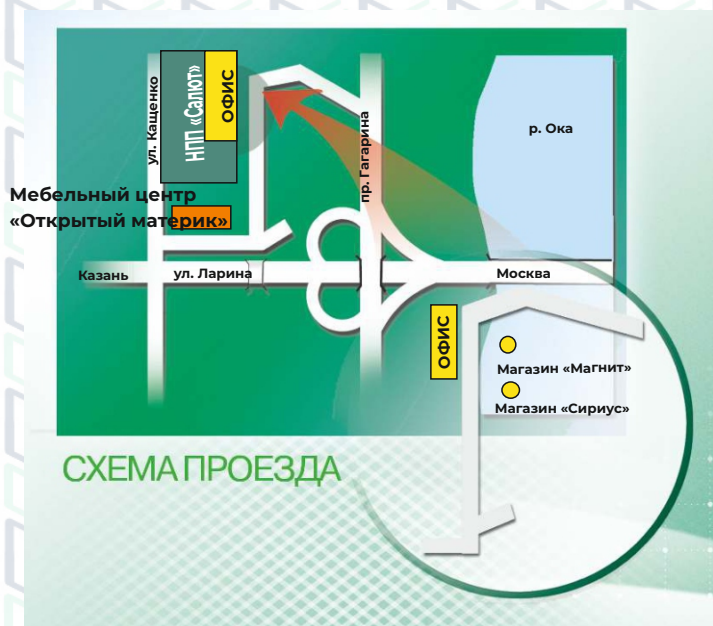 ул. Кащенко
НПП «Салют»
ОФИС
пр. Гагарина
р. Ока
Мебельный центр
«Открытый материк»
Казань
ул. Ларина
Москва
ОФИС
Магазин «Магнит»
Магазин «Сириус»
СХЕМА ПРОЕЗДА